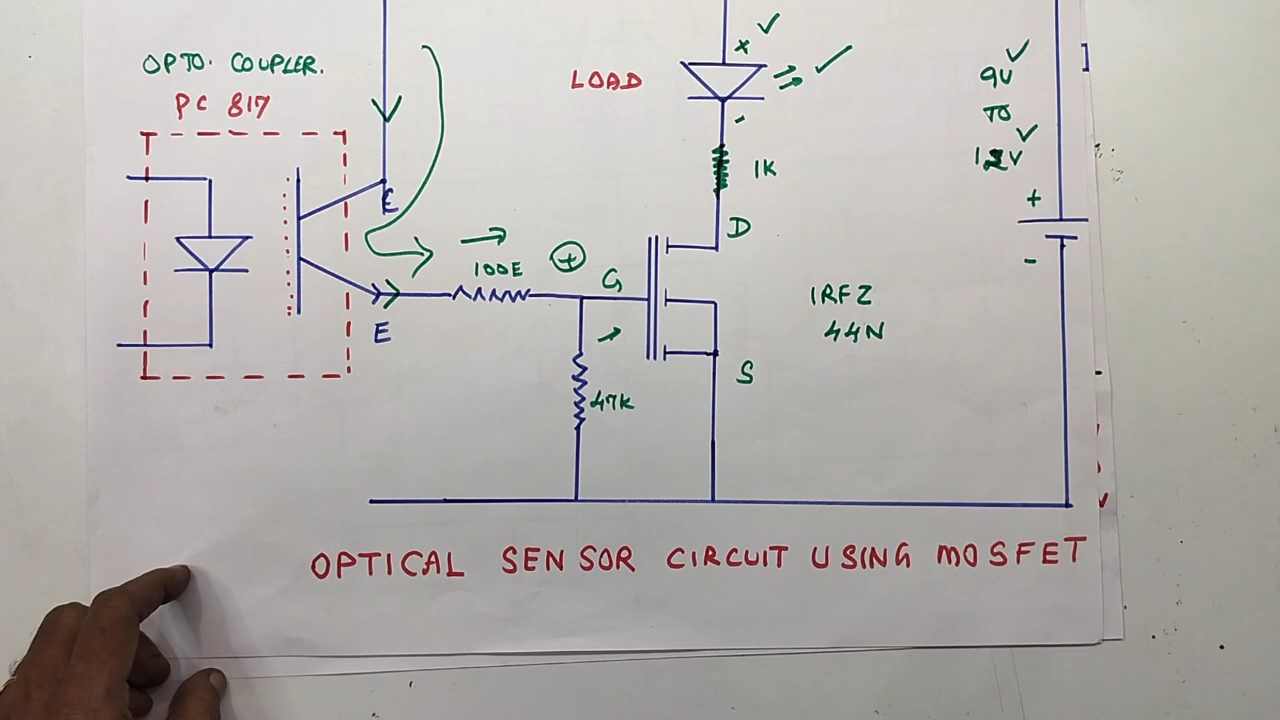 OPTO. COUPLER.
PC 817
LOAD
+
-
1K
9V
TO
12V
+
-
D
E
100E
+
G
IRFZ
44N
E
S
47K
OPTICAL SENSOR CIRCUIT USING MOSFET